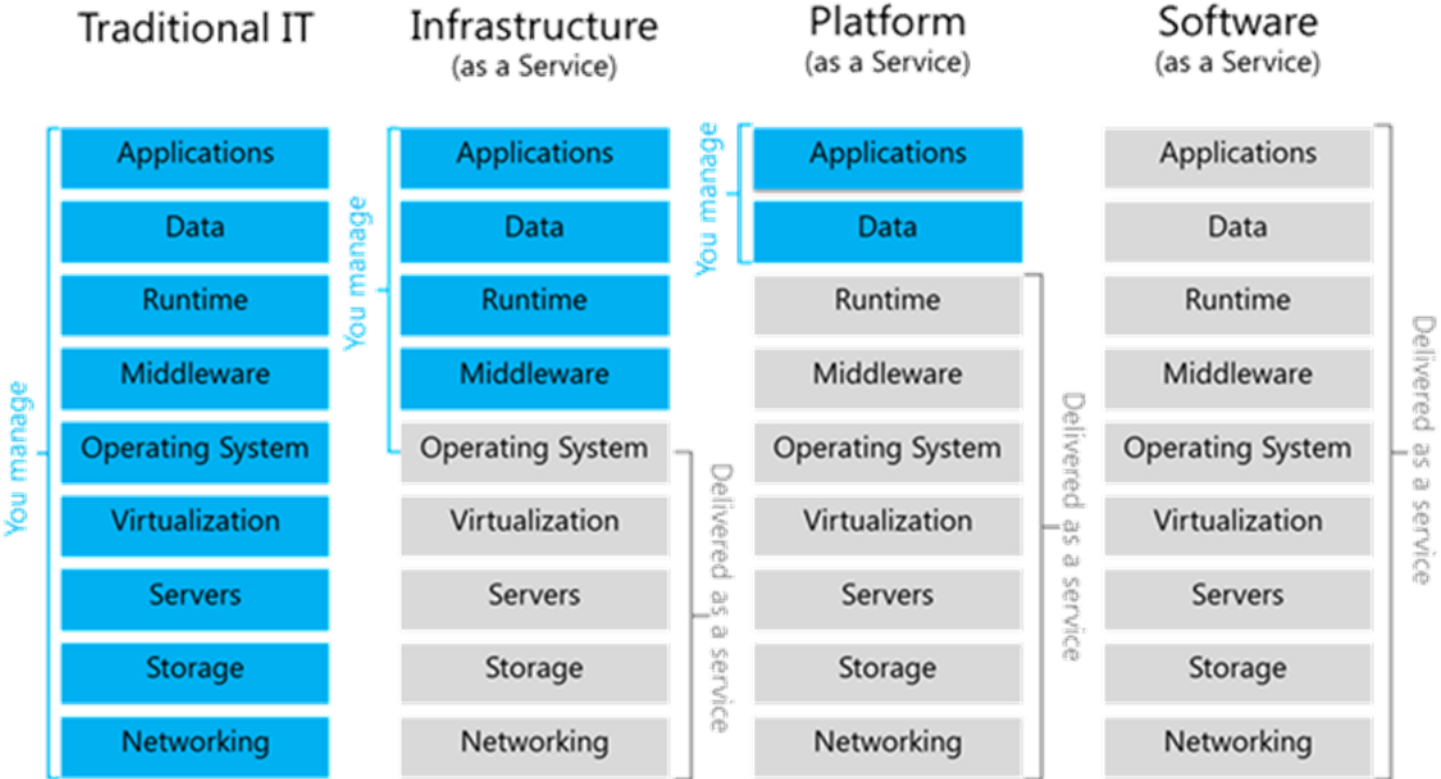 Traditional IT
Infrastructure
(as a Service)
Platform
(as a Service)
Software
(as a Service)
You manage
Applications
Data
Runtime
Middleware
Operating System
Virtualization
Servers
Storage
Networking
You manage
Applications
Data
Runtime
Middleware
Operating System
Virtualization
Servers
Storage
Networking
Delivered as a service
You manage
Applications
Data
Runtime
Middleware
Operating System
Virtualization
Servers
Storage
Networking
Delivered as a service
Applications
Data
Runtime
Middleware
Operating System
Virtualization
Servers
Storage
Networking
Delivered as a service